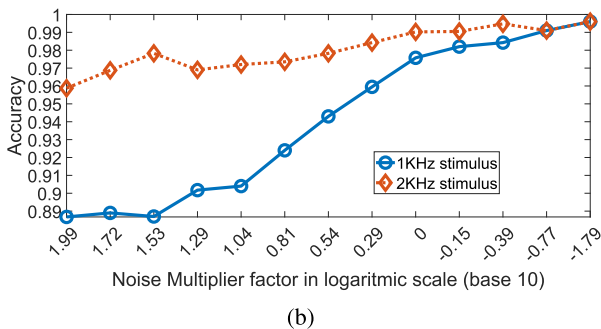 1
0.99
0.98
0.97
0.96
0.95
0.94
0.93
0.92
0.91
0.9
0.89
Accuracy
1KHz stimulus
2KHz stimulus
1.99 1.72 1.53 1.29 1.04 0.81 0.54 0.29 0 -0.15 -0.39 -0.77 -1.79
Noise Multiplier factor in logaritmic scale (base 10)
(b)